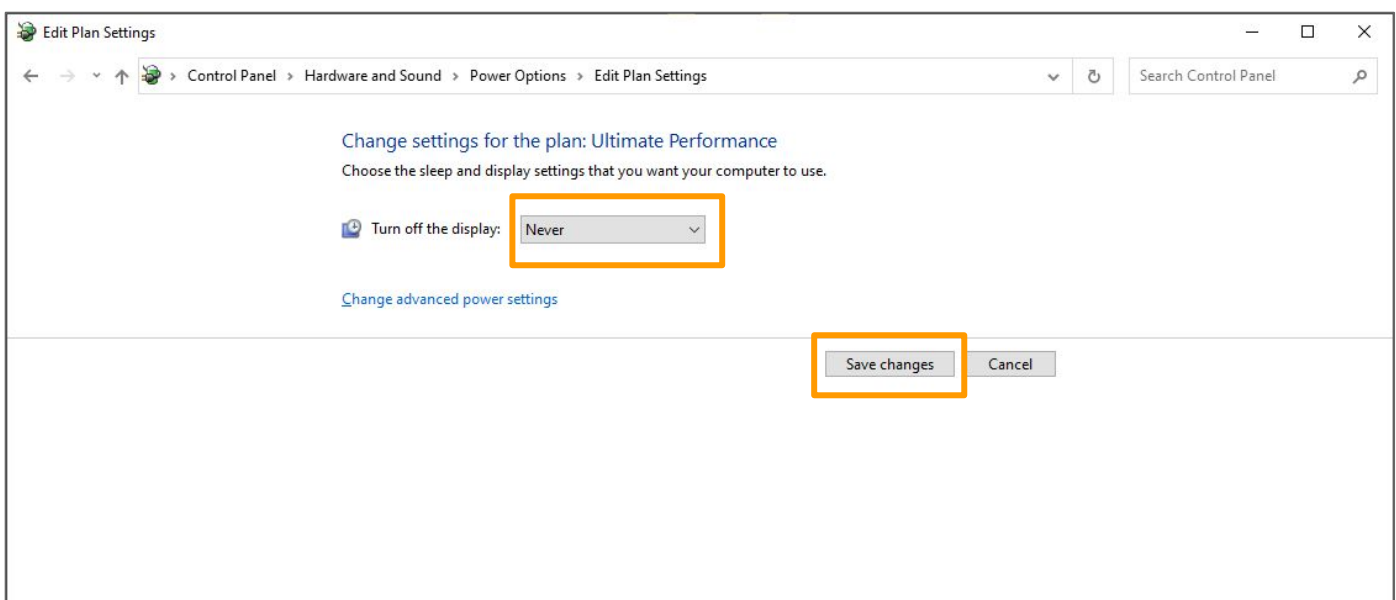 Edit Plan Settings
Control Panel > Hardware and Sound > Power Options > Edit Plan Settings
Search Control Panel
Change settings for the plan: Ultimate Performance
Choose the sleep and display settings that you want your computer to use.
Turn off the display: Never
Change advanced power settings
Save changes Cancel